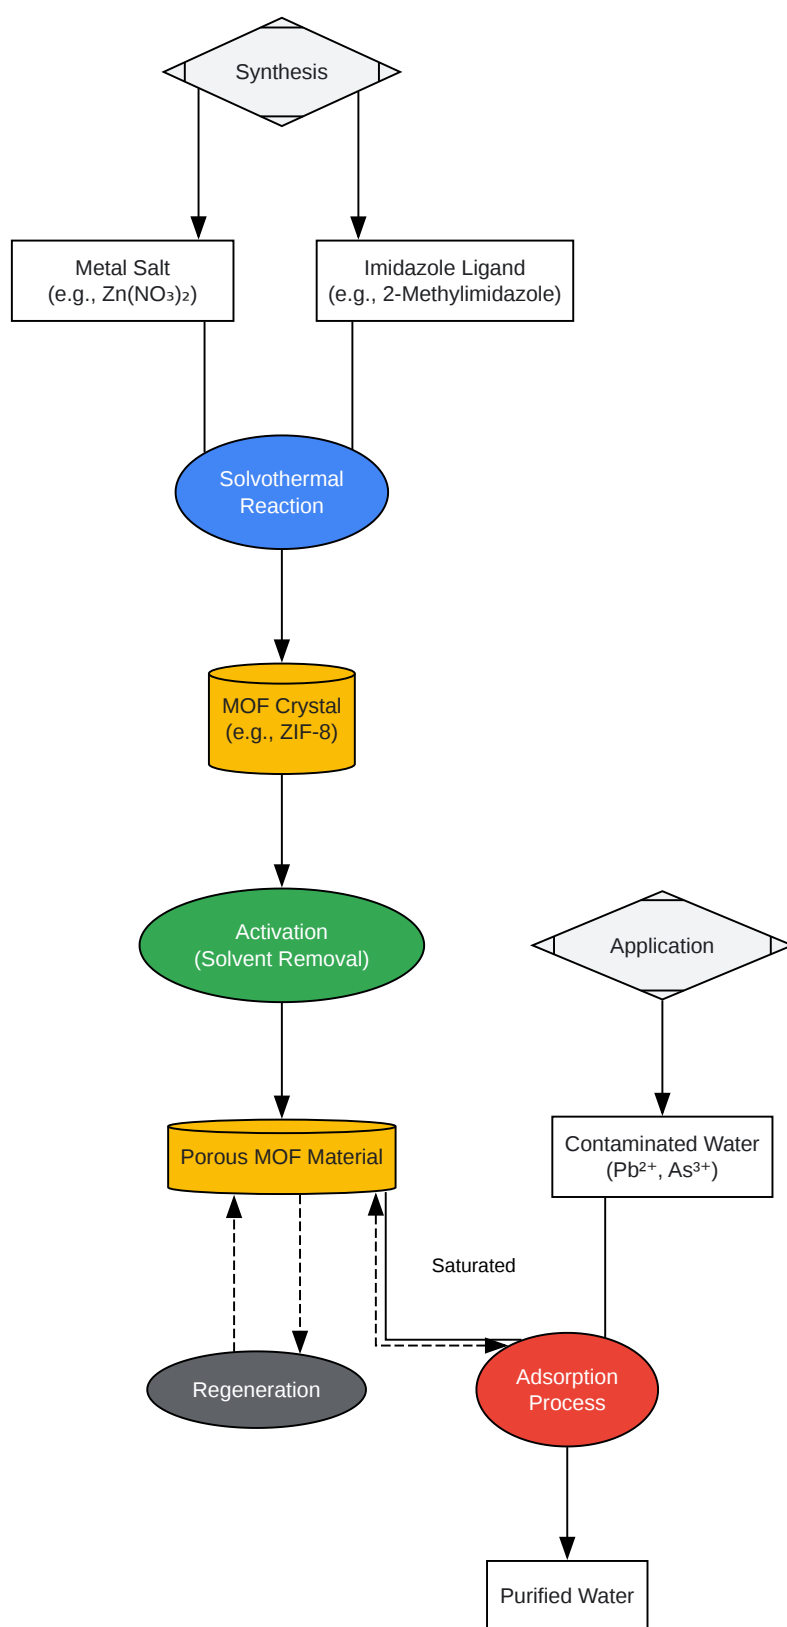 Synthesis
Metal Salt
(e.g., Zn(NO₃)₂)
Imidazole Ligand
(e.g., 2-Methylimidazole)
Solvothermal
Reaction
MOF Crystal
(e.g., ZIF-8)
Activation
(Solvent Removal)
Application
Porous MOF Material
Contaminated Water
(Pb²⁺, As³⁺)
Saturated
Regeneration
Adsorption
Process
Purified Water